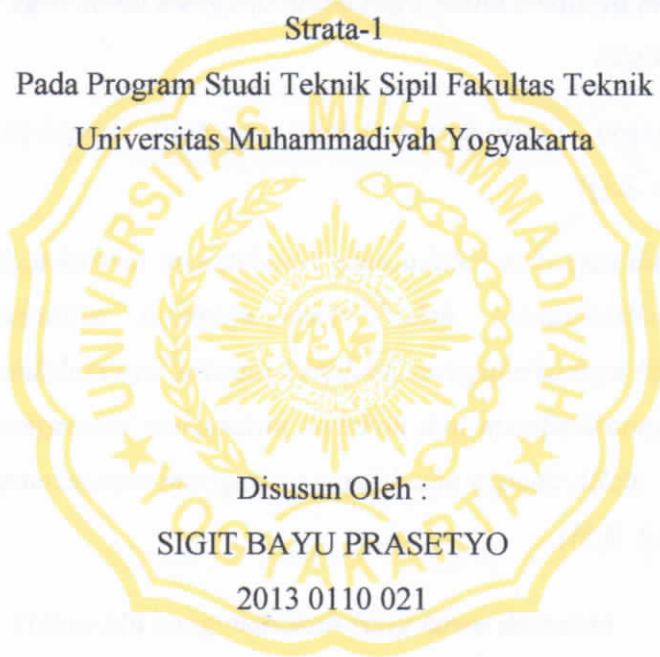 Strata-1
Pada Program Studi Teknik Sipil Fakultas Teknik
Universitas Muhammadiyah Yogyakarta
UNIVERSITAS MUHAMMADIYAH
YOGYAKARTA
Disusun Oleh :
SIGIT BAYU PRASETYO
2013 0110 021